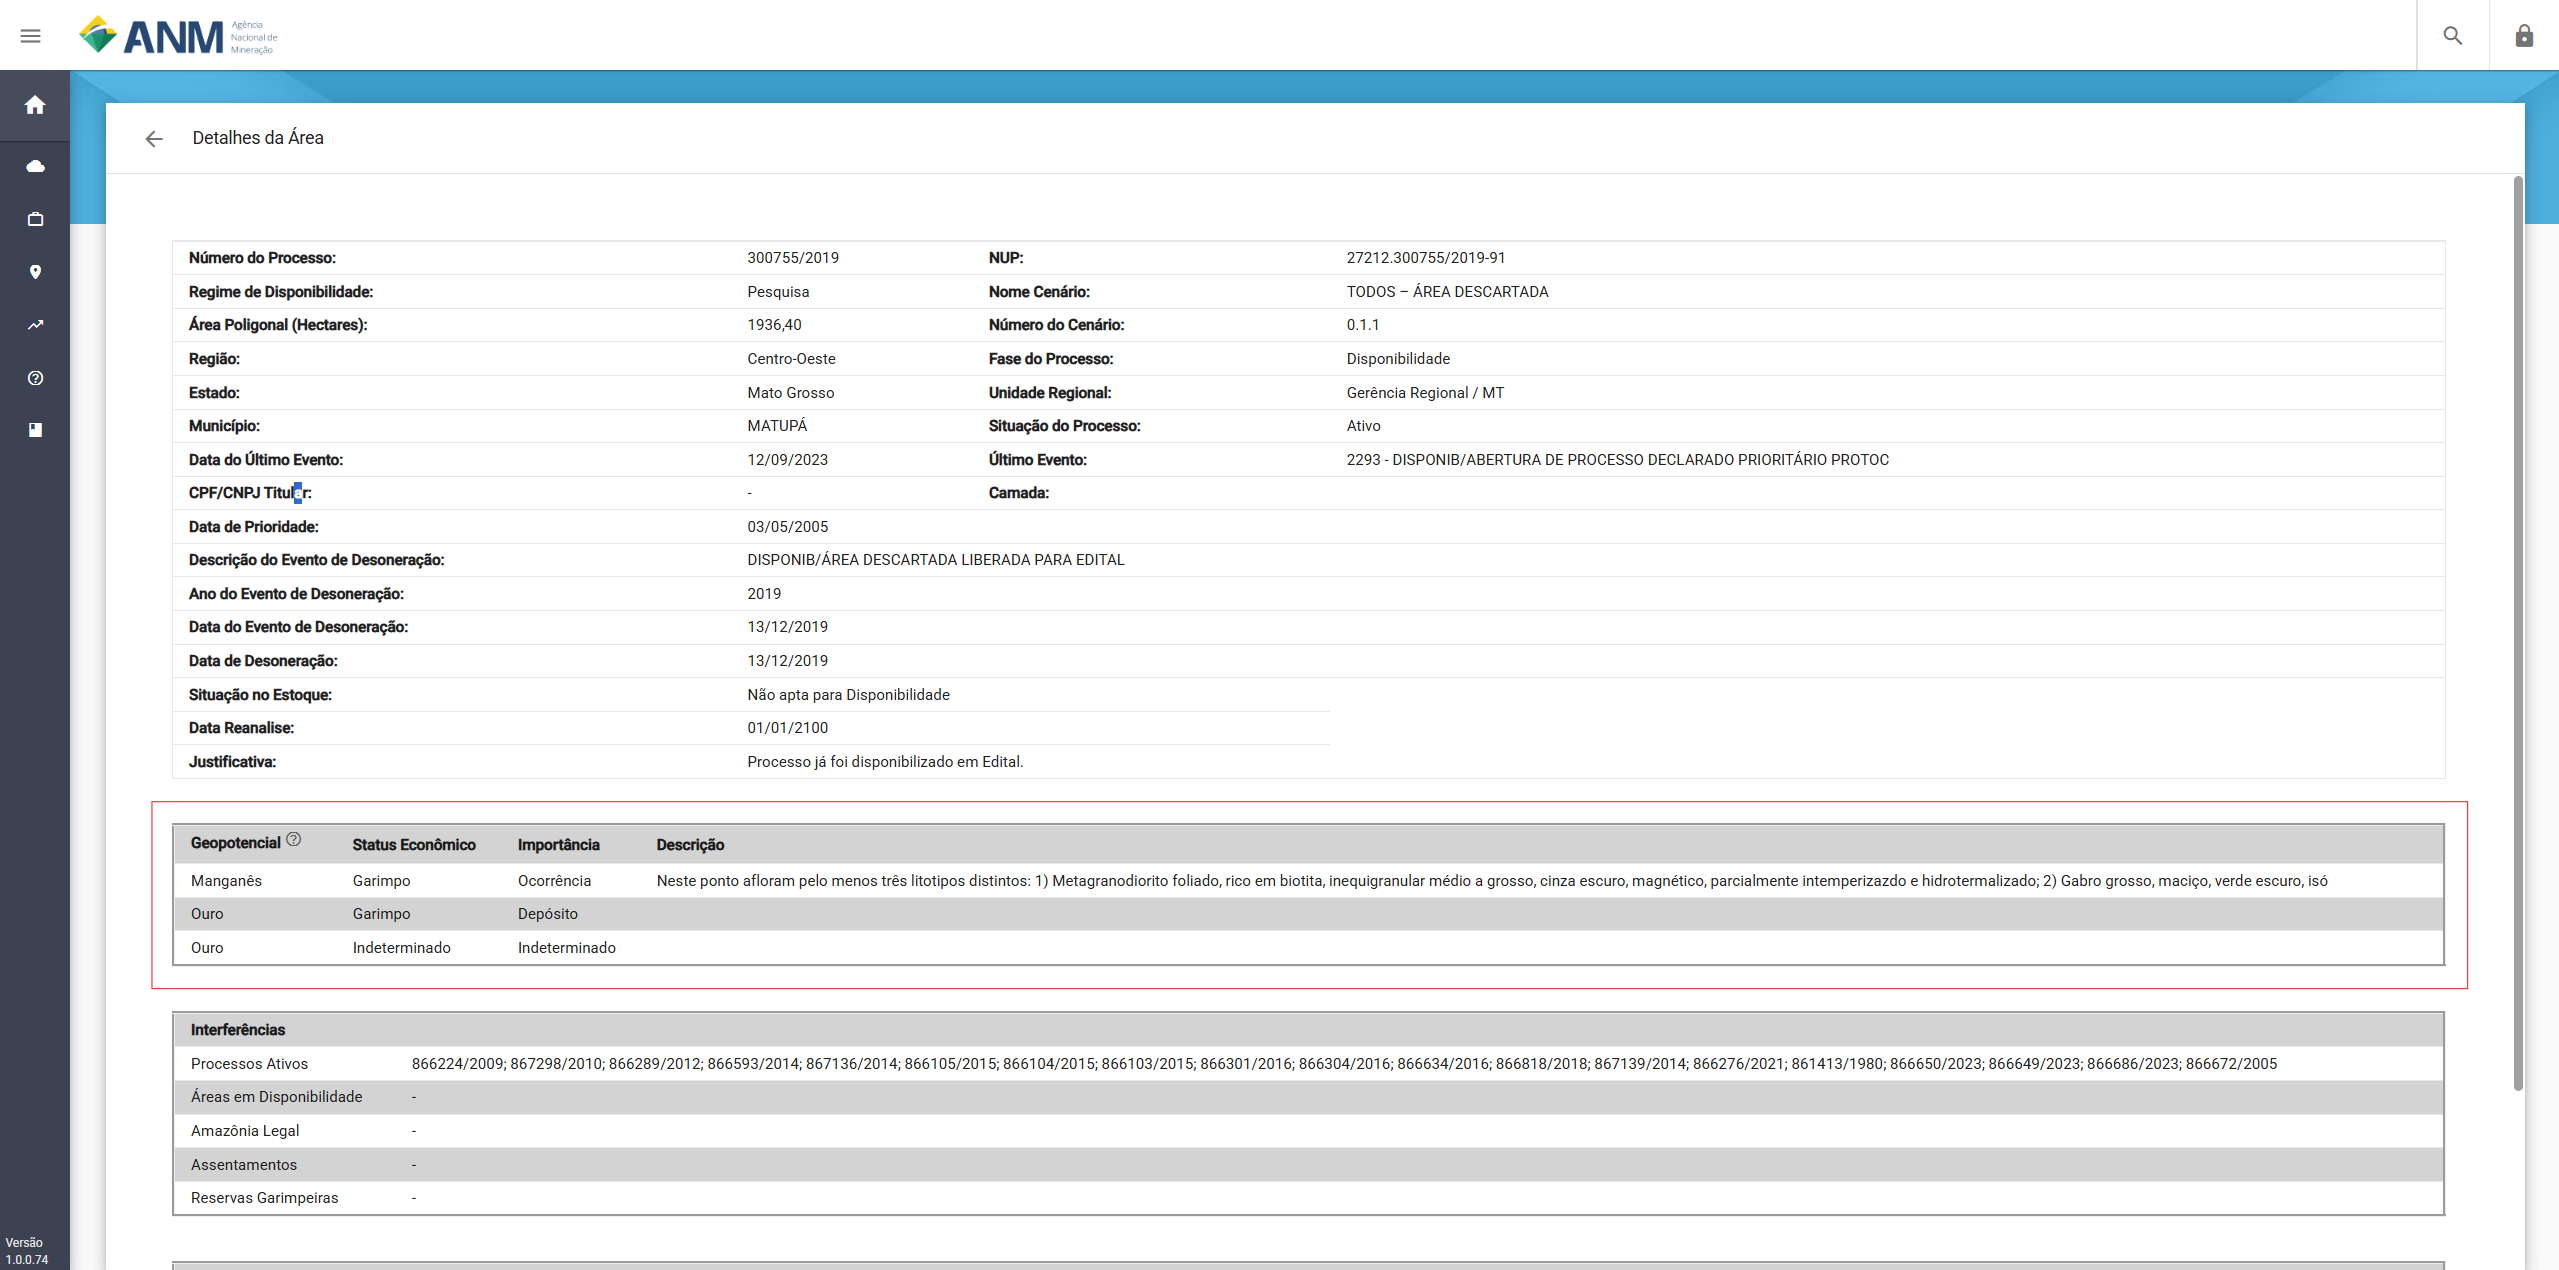 ANM Agência
Nacional de
Mineração
Detalhes da Área
Número do Processo: 300755/2019 NUP: 27212.300755/2019-91
Regime de Disponibilidade: Pesquisa Nome Cenário: TODOS – ÁREA DESCARTADA
Área Poligonal (Hectares): 1936,40 Número do Cenário: 0.1.1
Região: Centro-Oeste Fase do Processo: Disponibilidade
Estado: Mato Grosso Unidade Regional: Gerência Regional / MT
Município: MATUPÁ Situação do Processo: Ativo
Data do Último Evento: 12/09/2023 Último Evento: 2293 - DISPONIB/ABERTURA DE PROCESSO DECLARADO PRIORITÁRIO PROTOC
CPF/CNPJ Titular: - Camada:
Data de Prioridade: 03/05/2005
Descrição do Evento de Desoneração: DISPONIB/ÁREA DESCARTADA LIBERADA PARA EDITAL
Ano do Evento de Desoneração: 2019
Data do Evento de Desoneração: 13/12/2019
Data de Desoneração: 13/12/2019
Situação no Estoque: Não apta para Disponibilidade
Data Reanalise: 01/01/2100
Justificativa: Processo já foi disponibilizado em Edital.
Geopotencial Status Econômico Importância Descrição
Manganês Garimpo Ocorrência Neste ponto afloram pelo menos três litotipos distintos: 1) Metagranodiorito foliado, rico em biotita, inequigranular médio a grosso, cinza escuro, magnético, parcialmente intemperizazdo e hidrotermalizado; 2) Gabro grosso, maciço, verde escuro, isó
Ouro Garimpo Depósito
Ouro Indeterminado Indeterminado
Interferências
Processos Ativos 866224/2009; 867298/2010; 866289/2012; 866593/2014; 867136/2014; 866105/2015; 866104/2015; 866103/2015; 866301/2016; 866304/2016; 866634/2016; 866818/2018; 867139/2014; 866276/2021; 861413/1980; 866650/2023; 866649/2023; 866686/2023; 866672/2005
Áreas em Disponibilidade -
Amazônia Legal -
Assentamentos -
Reservas Garimpeiras -
Versão
1.0.0.74